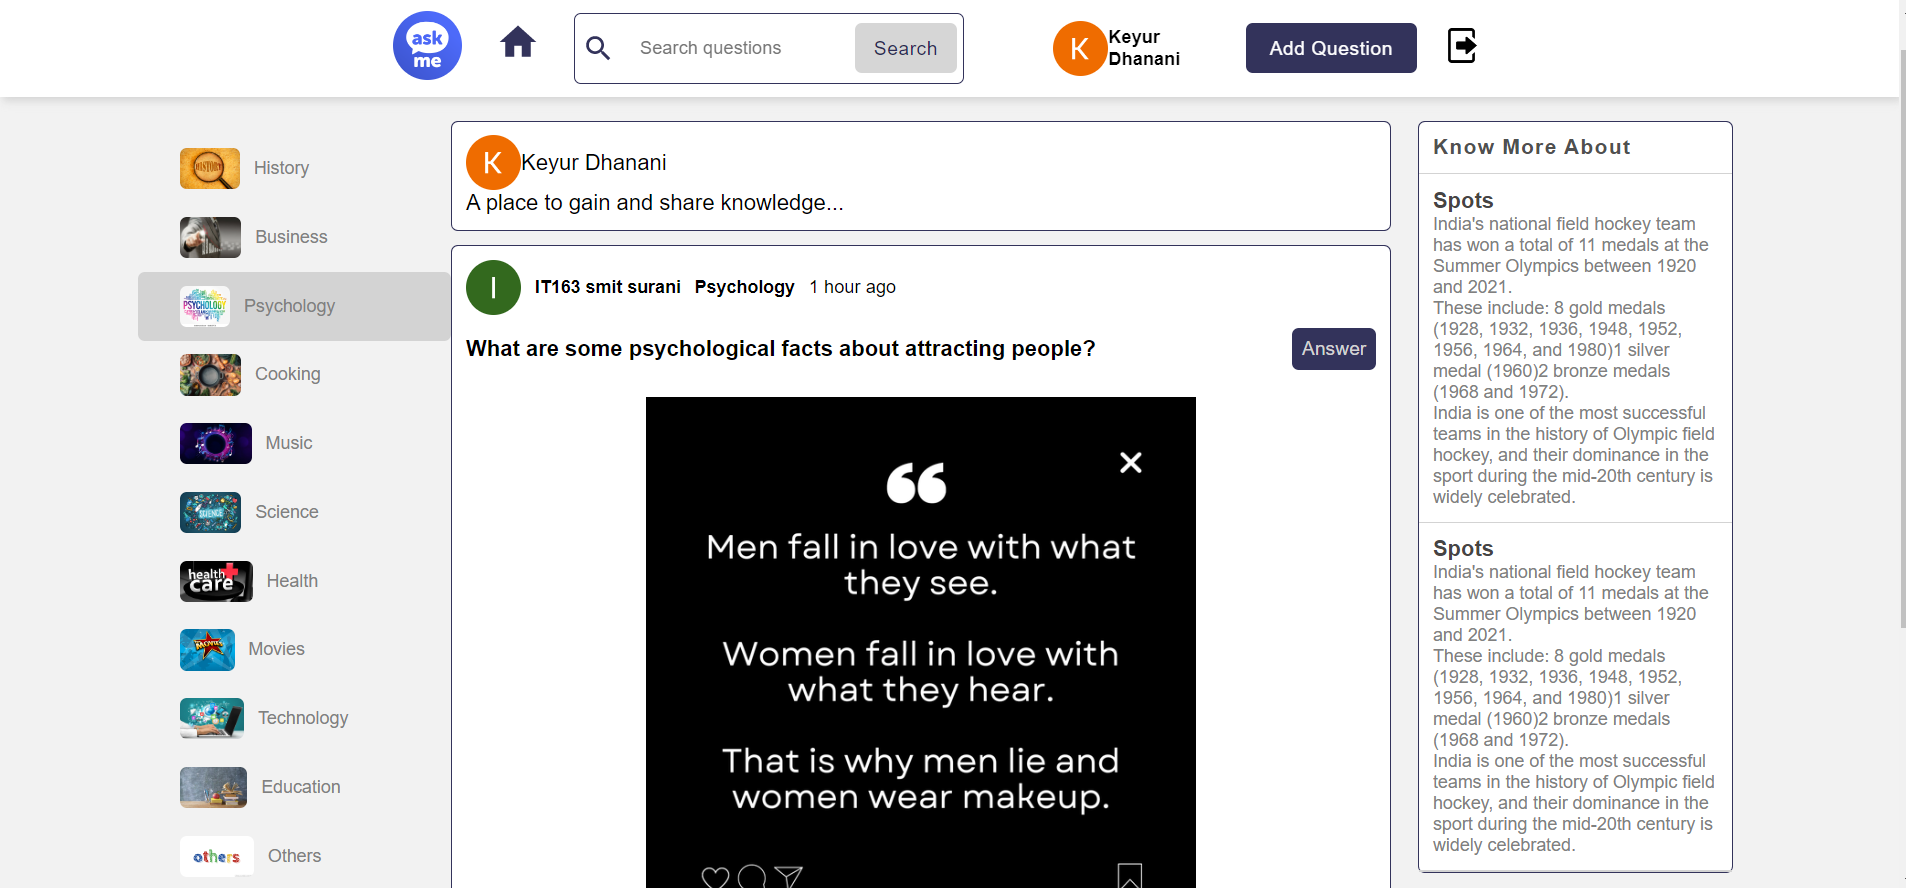 ask
me
Search questions
Search
K
Keyur
Dhanani
Add Question
HISTORY
History
Business
PSYCHOLOGY
Psychology
Cooking
Music
SCIENCE
Science
health
care
Health
MOVIES
Movies
Technology
Education
others
Others
K
Keyur Dhanani
A place to gain and share knowledge...
I
IT163 smit surani Psychology 1 hour ago
What are some psychological facts about attracting people?
Answer
“
Men fall in love with what
they see.
Women fall in love with
what they hear.
That is why men lie and
women wear makeup.
Know More About
Spots
India's national field hockey team
has won a total of 11 medals at the
Summer Olympics between 1920
and 2021.
These include: 8 gold medals
(1928, 1932, 1936, 1948, 1952,
1956, 1964, and 1980)1 silver
medal (1960)2 bronze medals
(1968 and 1972).
India is one of the most successful
teams in the history of Olympic field
hockey, and their dominance in the
sport during the mid-20th century is
widely celebrated.
Spots
India's national field hockey team
has won a total of 11 medals at the
Summer Olympics between 1920
and 2021.
These include: 8 gold medals
(1928, 1932, 1936, 1948, 1952,
1956, 1964, and 1980)1 silver
medal (1960)2 bronze medals
(1968 and 1972).
India is one of the most successful
teams in the history of Olympic field
hockey, and their dominance in the
sport during the mid-20th century is
widely celebrated.